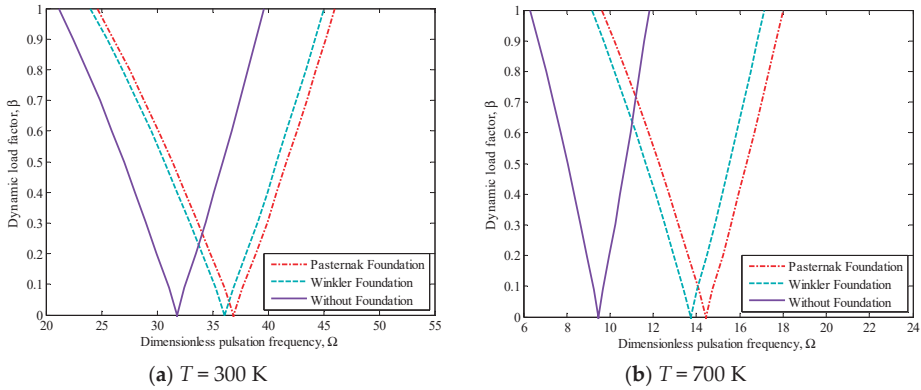 1
0.9
0.8
0.7
0.6
0.5
0.4
0.3
0.2
0.1
0
Dynamic load factor, β
Pasternak Foundation
Winkler Foundation
Without Foundation
20 25 30 35 40 45 50 55
Dimensionless pulsation frequency, Ω
(a) T = 300 K
1
0.9
0.8
0.7
0.6
0.5
0.4
0.3
0.2
0.1
0
Dynamic load factor, β
Pasternak Foundation
Winkler Foundation
Without Foundation
6 8 10 12 14 16 18 20 22 24
Dimensionless pulsation frequency, Ω
(b) T = 700 K